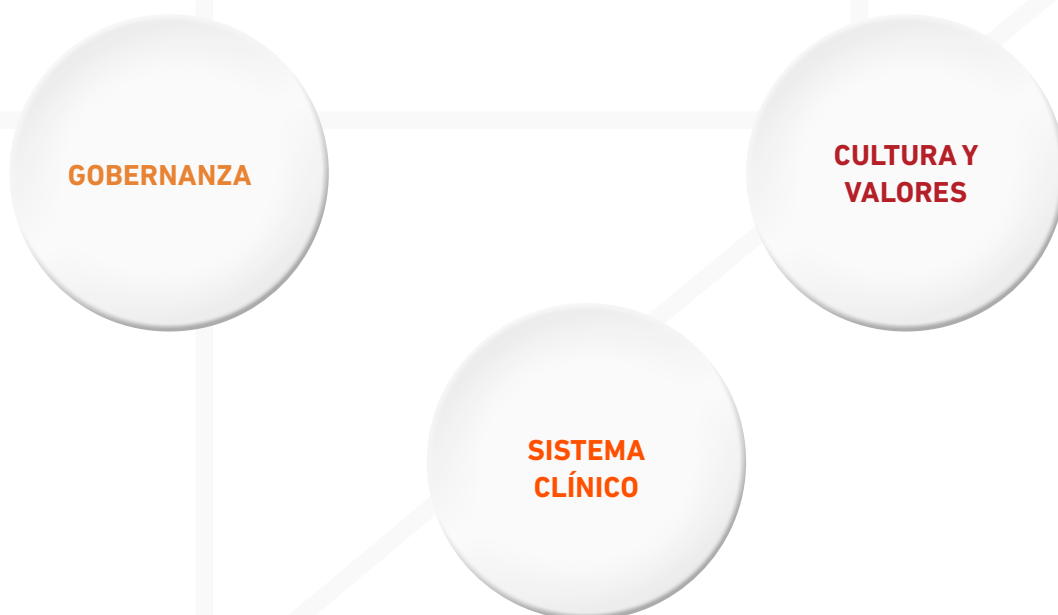 GOBERNANZA
CULTURA Y
VALORES
SISTEMA
CLÍNICO